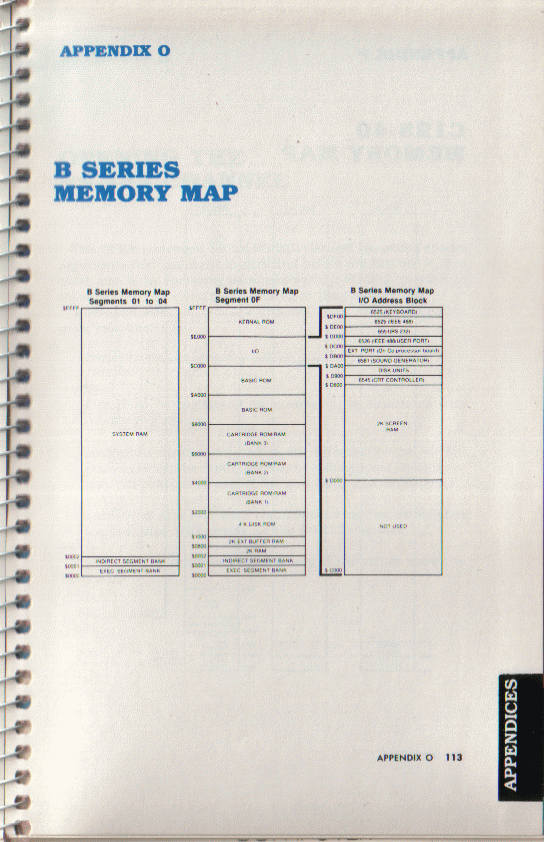 APPENDIX O
B SERIES
MEMORY MAP
B Series Memory Map
Segments 01 to 04
$FFFF
SYSTEM RAM
$0002
INDIRECT SEGMENT BANK
$0001
EXEC SEGMENT BANK
$0000
B Series Memory Map
Segment 0F
$FFFF
KERNAL ROM
$E000
I/O
$C000
BASIC ROM
$A000
BASIC ROM
$8000
CARTRIDGE ROM/RAM
(BANK 3)
$6000
CARTRIDGE ROM/RAM
(BANK 2)
$4000
CARTRIDGE ROM/RAM
(BANK 1)
$2000
4 K DISK ROM
$1000
2K EXT BUFFER RAM
$0800
2K RAM
$0002
INDIRECT SEGMENT BANK
$0001
EXEC SEGMENT BANK
$0000
B Series Memory Map
I/O Address Block
6525 (KEYBOARD)
$DF00
6525 (IEEE 488)
$ DE00
(RS 232)
$ DD00
6526 (IEEE 488/USER PORT)
$ DC00
EXT PORT (Or Co processor board)
$ DB00
6581 (SOUND GENERATOR)
$ DA00
DISK UNITS
$ D900
6545 (CRT CONTROLLER)
$ D800
2K SCREEN
RAM
$ D000
NOT USED
$ C000
APPENDIX O 113
APPENDICES